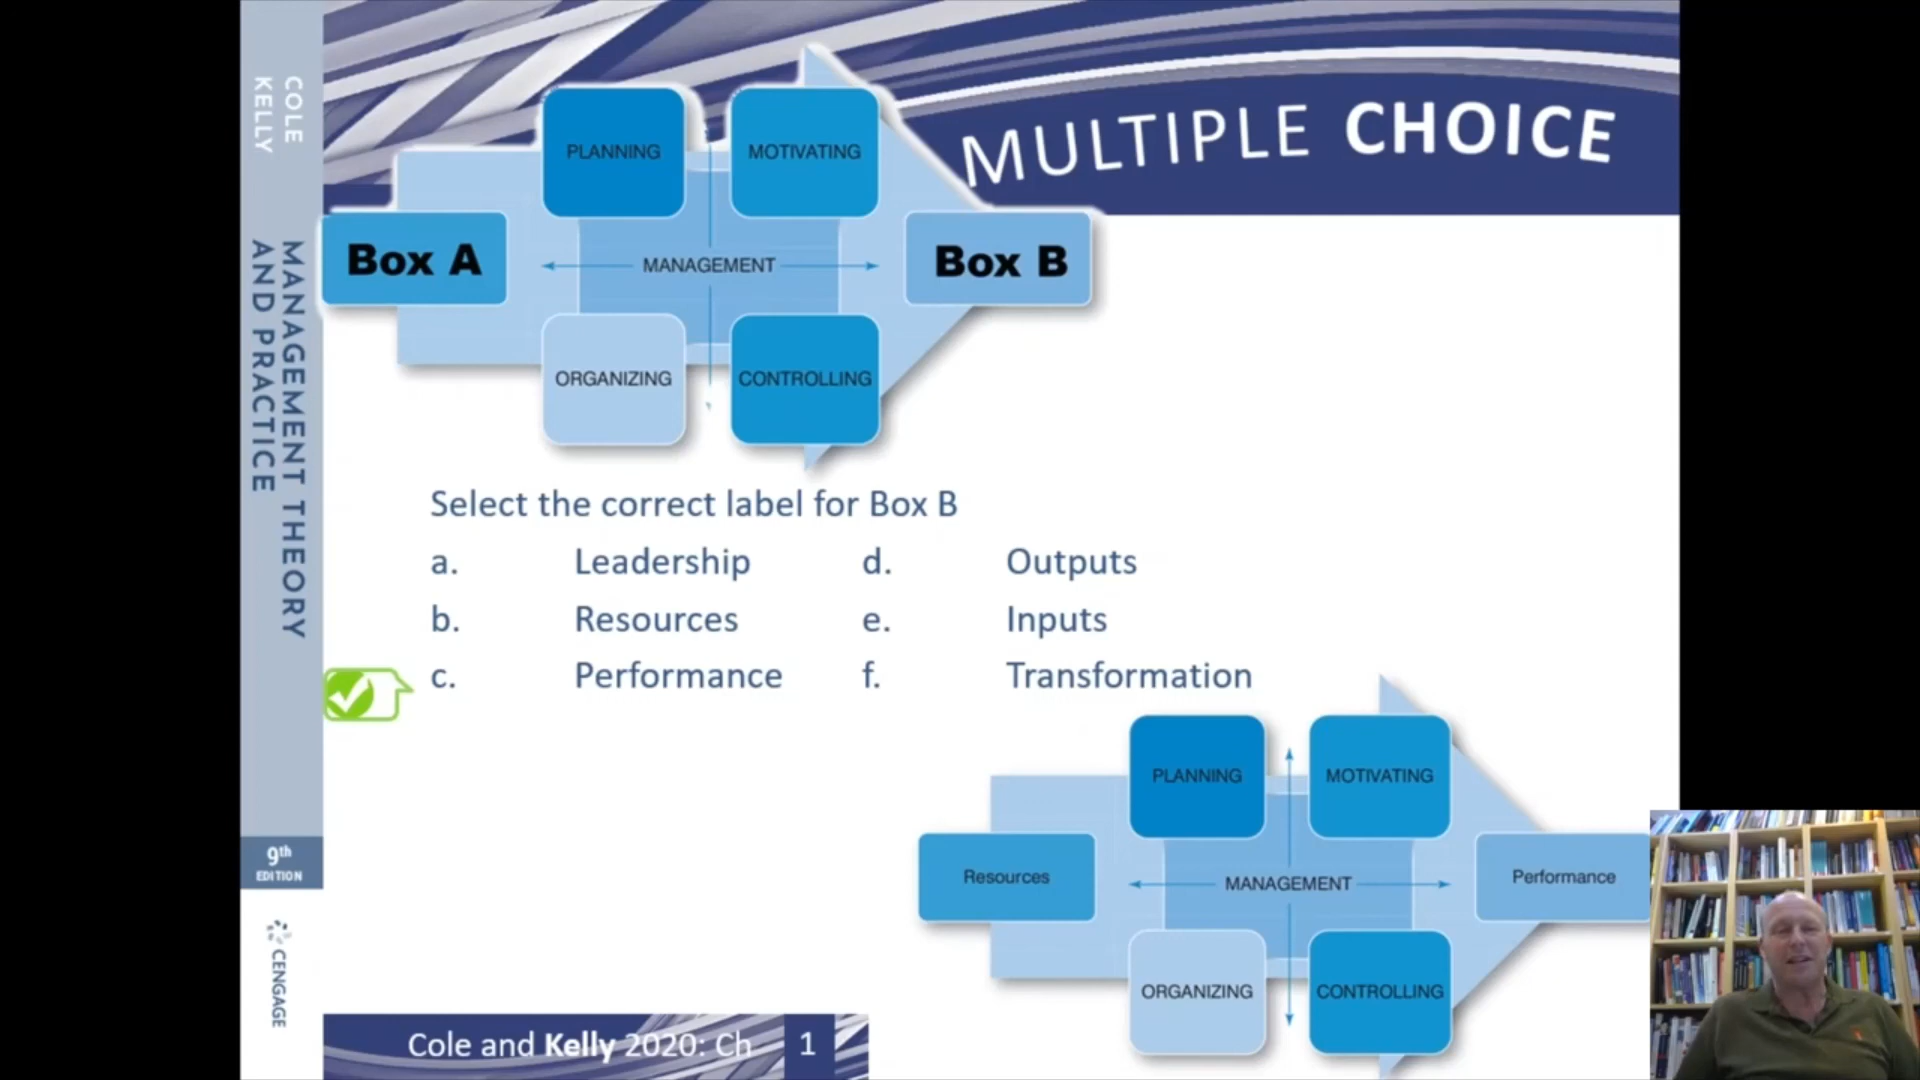 COLE
KELLY
MANAGEMENT THEORY
AND PRACTICE
9th
EDITION
CENGAGE
MULTIPLE CHOICE
PLANNING
MOTIVATING
Box A
MANAGEMENT
Box B
ORGANIZING
CONTROLLING
Select the correct label for Box B
a. Leadership d. Outputs
b. Resources e. Inputs
c. Performance f. Transformation
PLANNING
MOTIVATING
Resources
MANAGEMENT
Performance
ORGANIZING
CONTROLLING
Cole and Kelly 2020: Ch 1